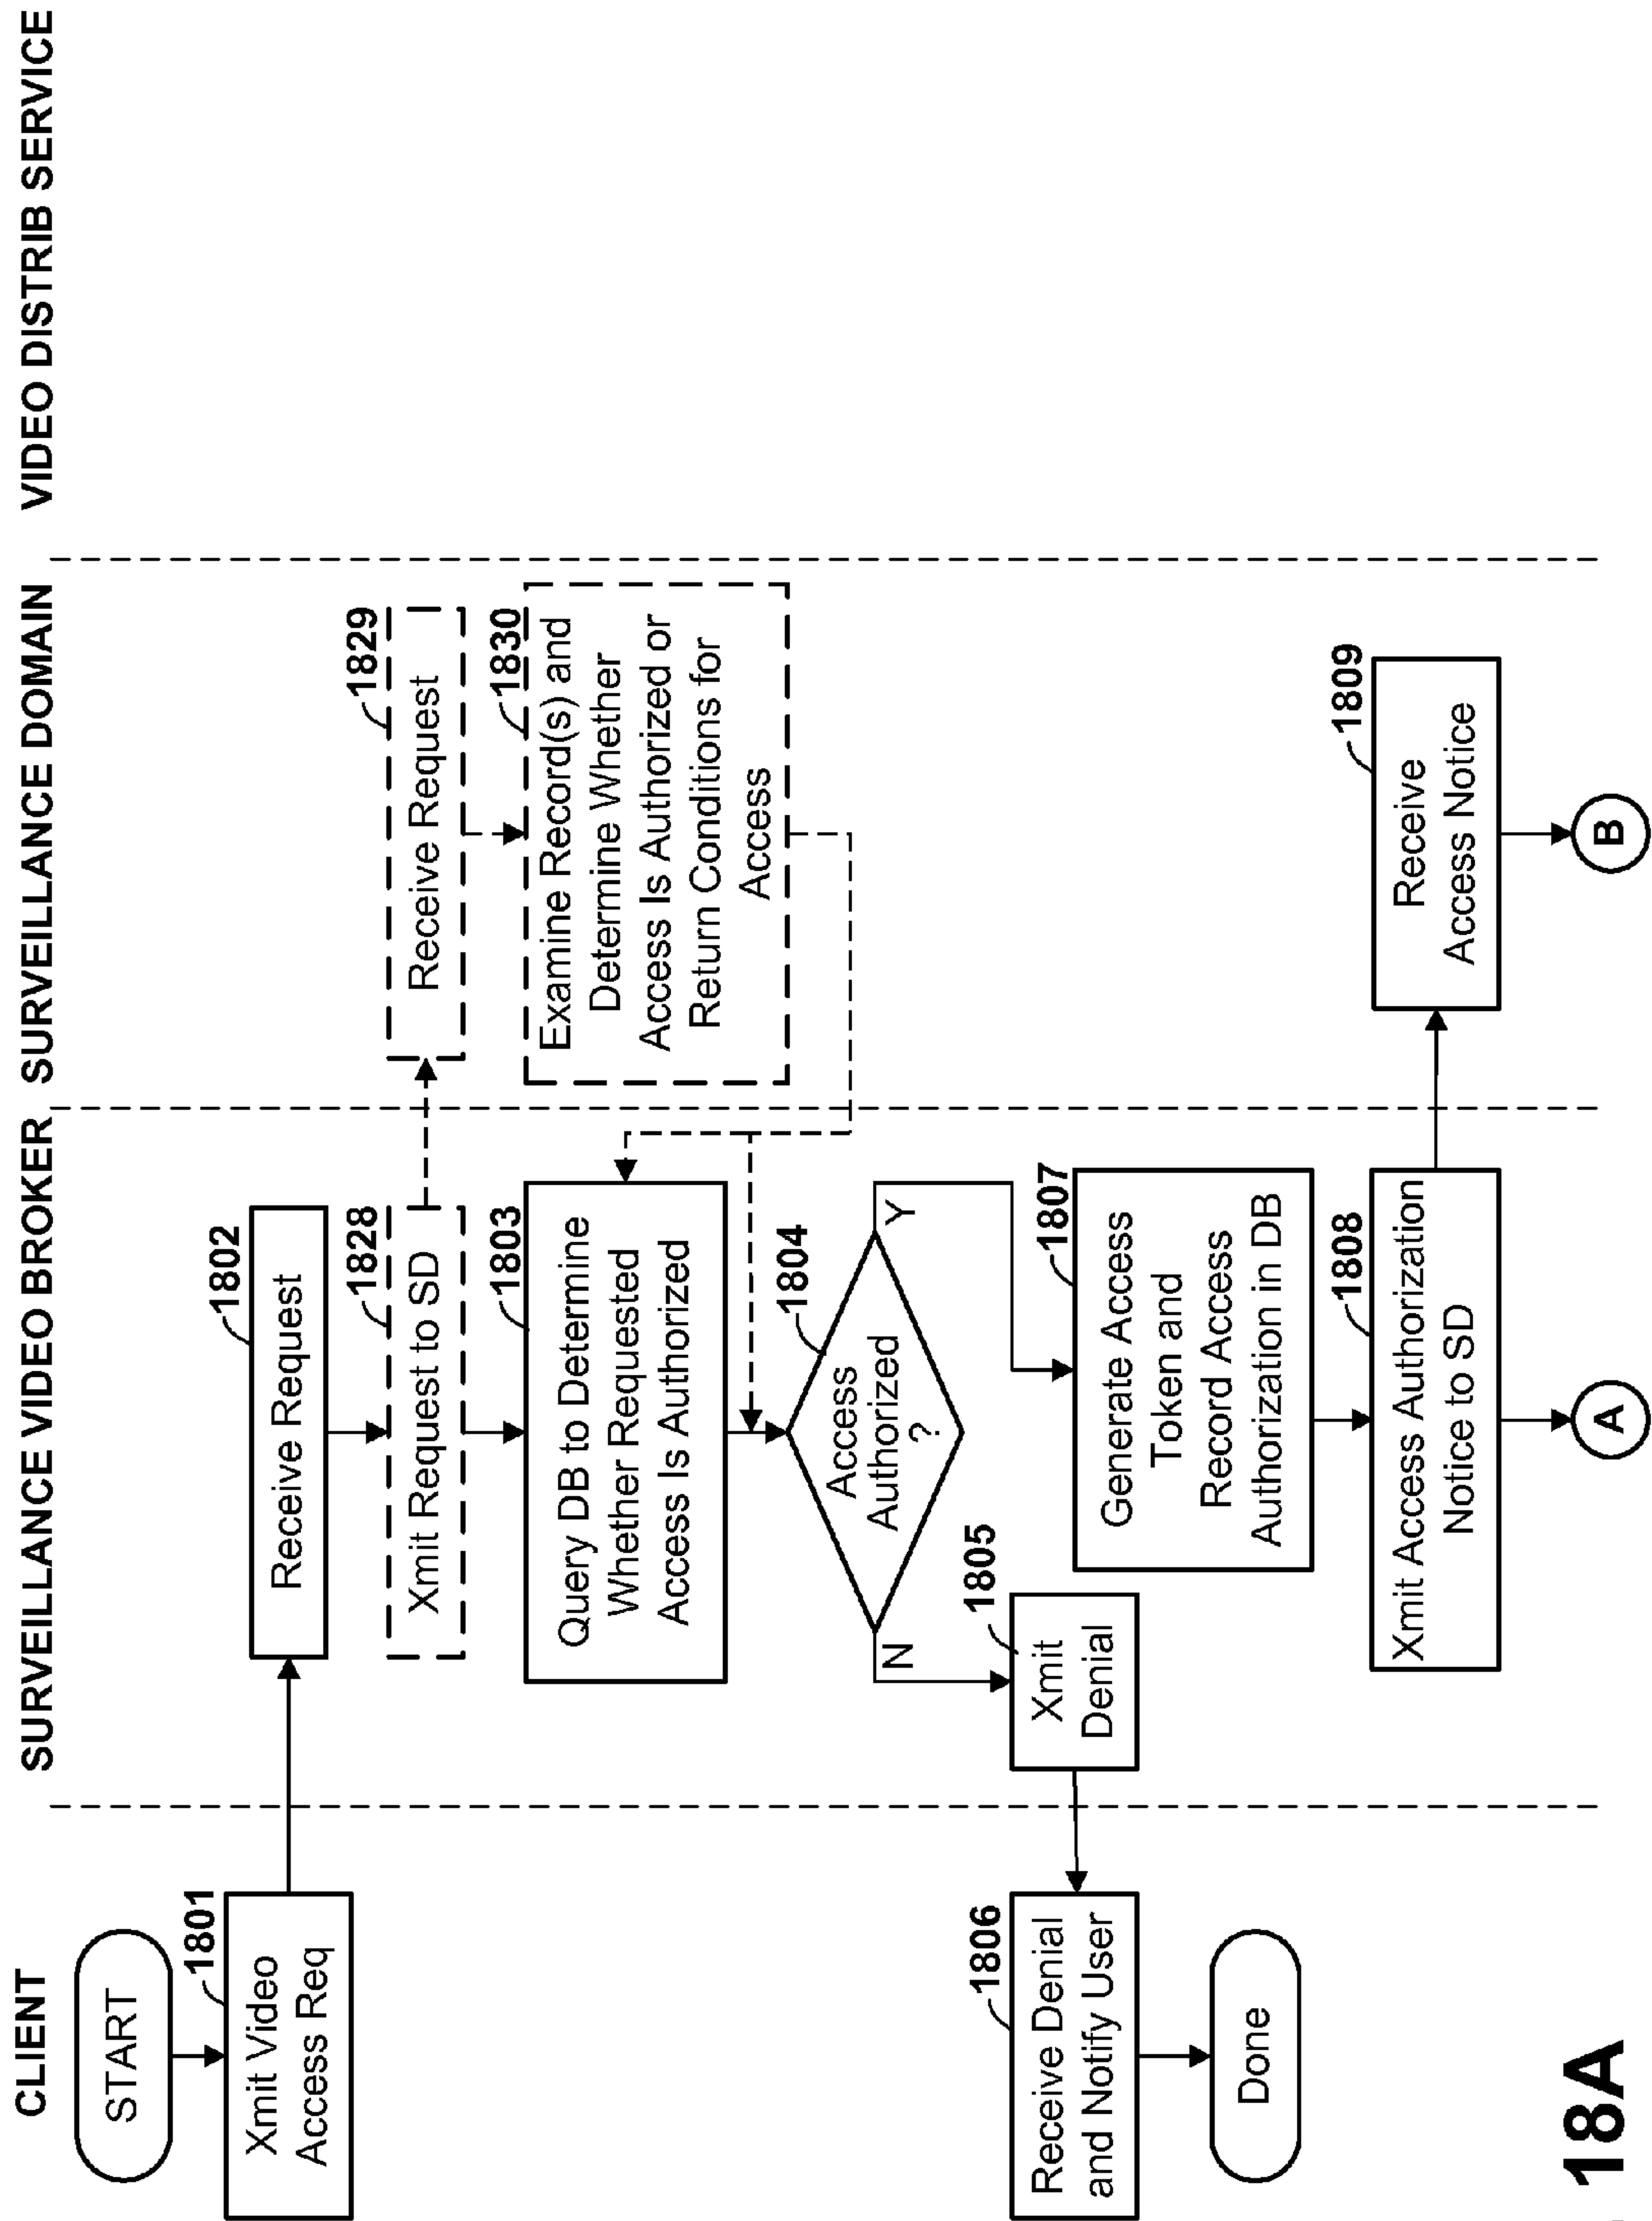 CLIENT
SURVEILLANCE VIDEO BROKER
SURVEILLANCE DOMAIN
VIDEO DISTRIB SERVICE
START
1801
Xmit Video
Access Req
1802
Receive Request
1828
Xmit Request to SD
1829
Receive Request
1830
Examine Record(s) and
Determine Whether
Access Is Authorized or
Return Conditions for
Access
1803
Query DB to Determine
Whether Requested
Access Is Authorized
1804
Access
Authorized
?
N
Y
1805
Xmit
Denial
1806
Receive Denial
and Notify User
Done
1807
Generate Access
Token and
Record Access
Authorization in DB
1808
Xmit Access Authorization
Notice to SD
1809
Receive
Access Notice
A
B
18A